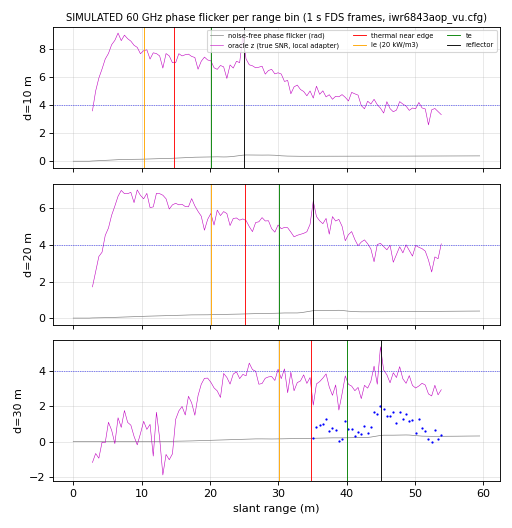 SIMULATED 60 GHz phase flicker per range bin (1 s FDS frames, iwr6843aop_vu.cfg)
noise-free phase flicker (rad)
oracle z (true SNR, local adapter)
thermal near edge
le (20 kW/m3)
te
reflector
d=10 m
8
6
4
2
0
d=20 m
6
4
2
0
d=30 m
4
2
0
−2
0 10 20 30 40 50 60
slant range (m)